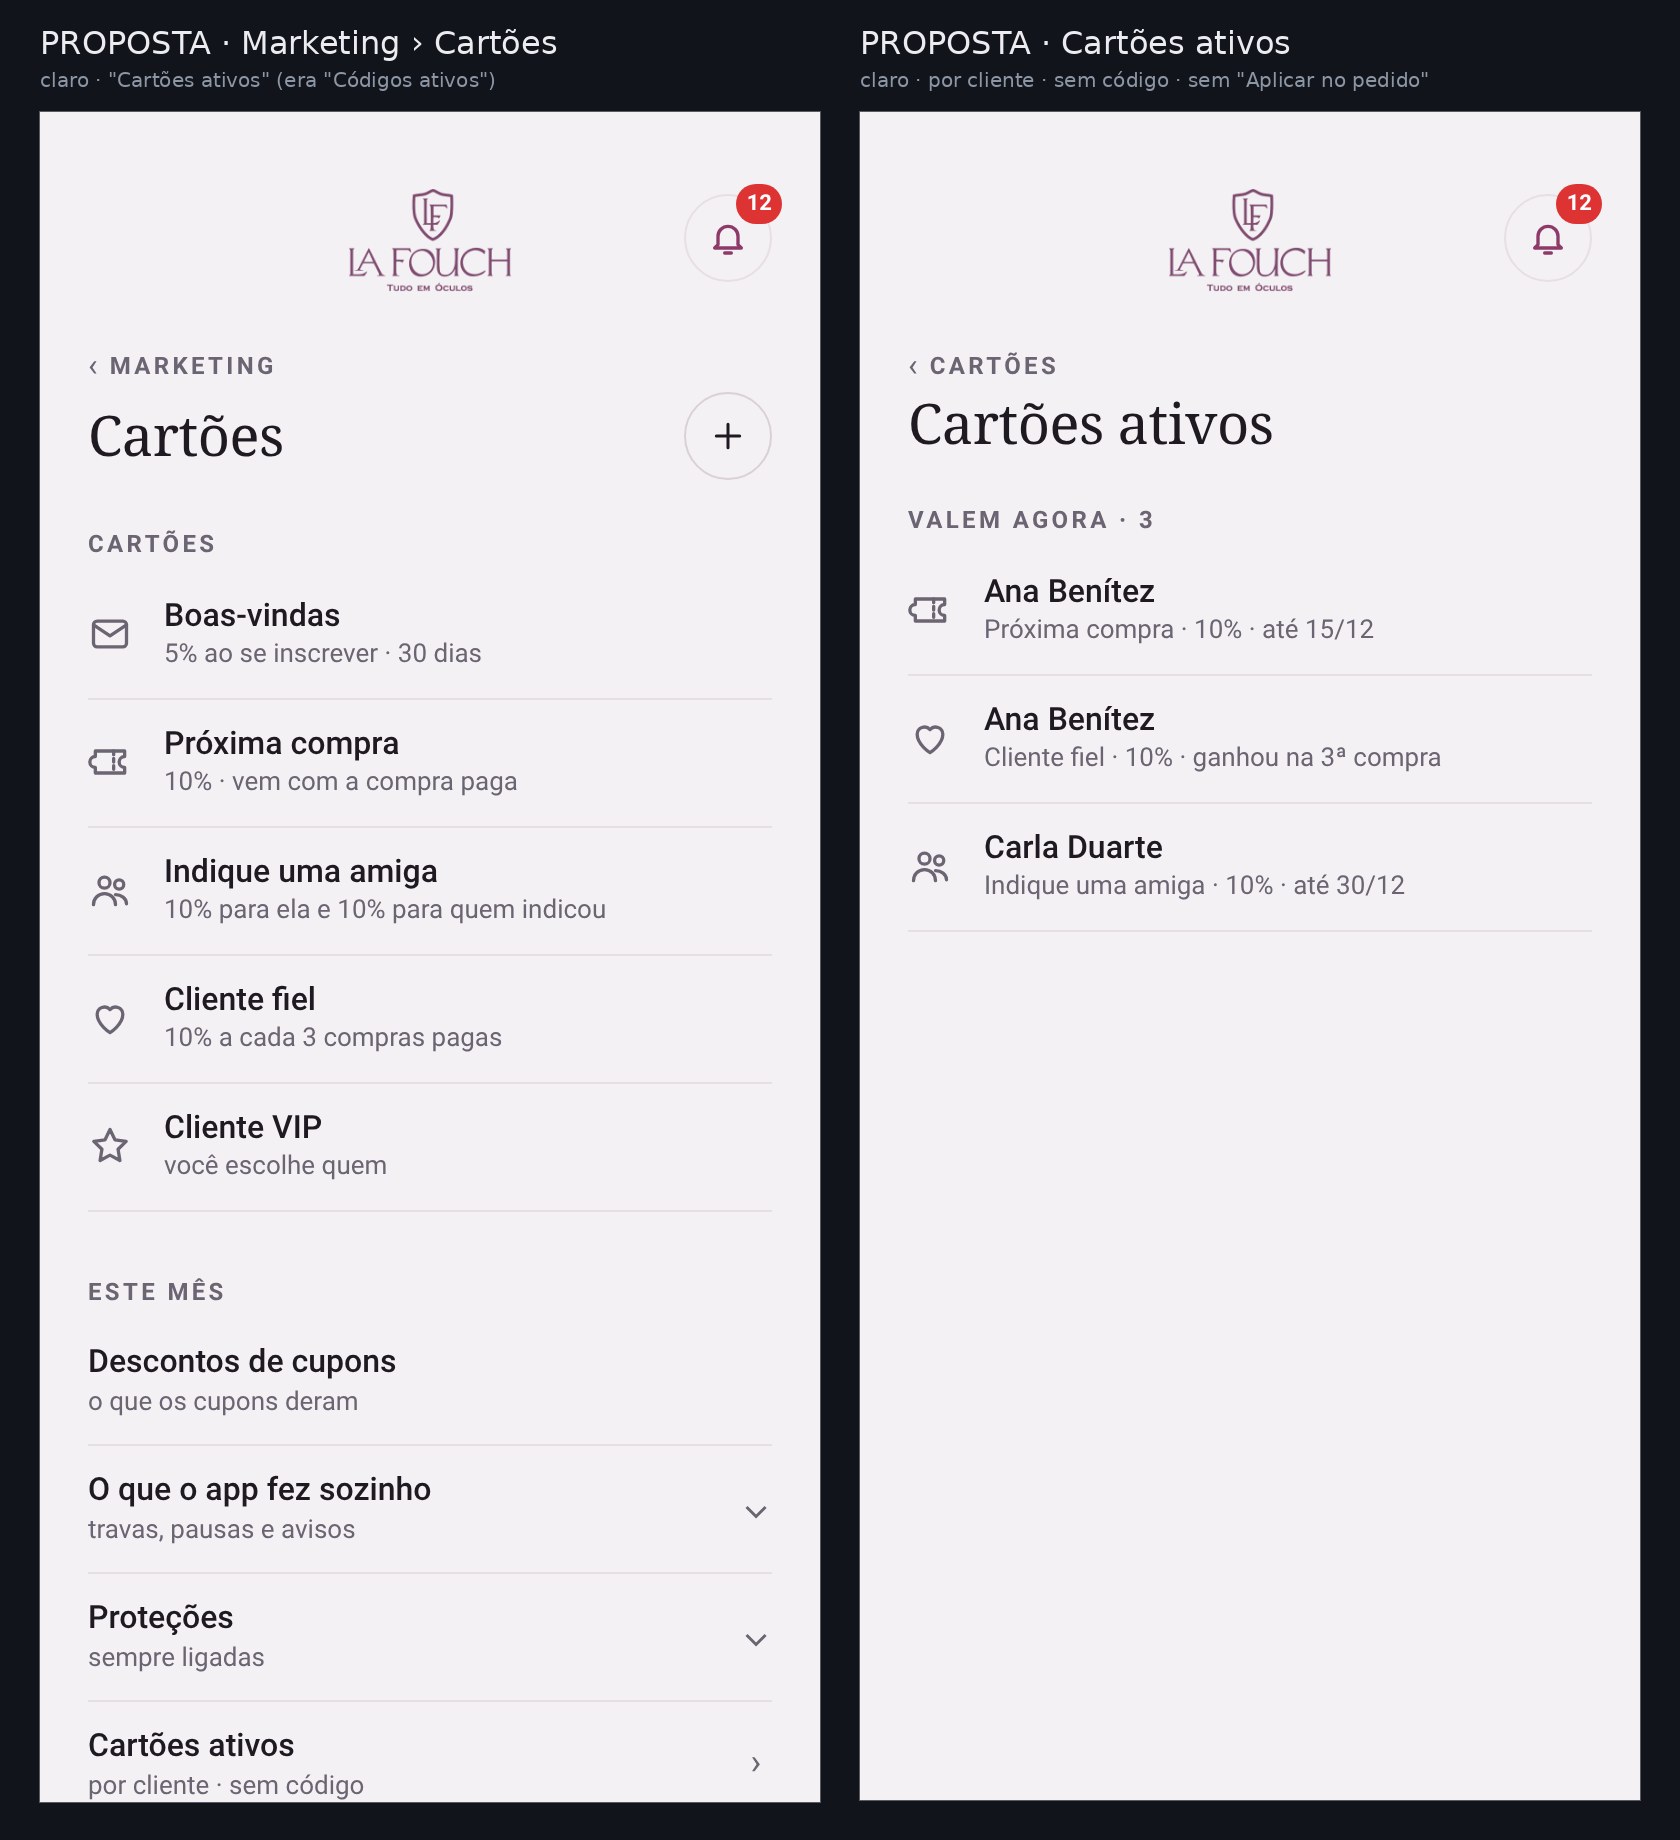 PROPOSTA · Marketing › Cartões
claro · "Cartões ativos" (era "Códigos ativos")
LF
LA FOUCH
Tudo em Óculos
12
‹ MARKETING
Cartões
+
CARTÕES
Boas-vindas
5% ao se inscrever · 30 dias
Próxima compra
10% · vem com a compra paga
Indique uma amiga
10% para ela e 10% para quem indicou
Cliente fiel
10% a cada 3 compras pagas
Cliente VIP
você escolhe quem
ESTE MÊS
Descontos de cupons
o que os cupons deram
O que o app fez sozinho
travas, pausas e avisos
Proteções
sempre ligadas
Cartões ativos ›
por cliente · sem código
PROPOSTA · Cartões ativos
claro · por cliente · sem código · sem "Aplicar no pedido"
LF
LA FOUCH
Tudo em Óculos
12
‹ CARTÕES
Cartões ativos
VALEM AGORA · 3
Ana Benítez
Próxima compra · 10% · até 15/12
Ana Benítez
Cliente fiel · 10% · ganhou na 3ª compra
Carla Duarte
Indique uma amiga · 10% · até 30/12